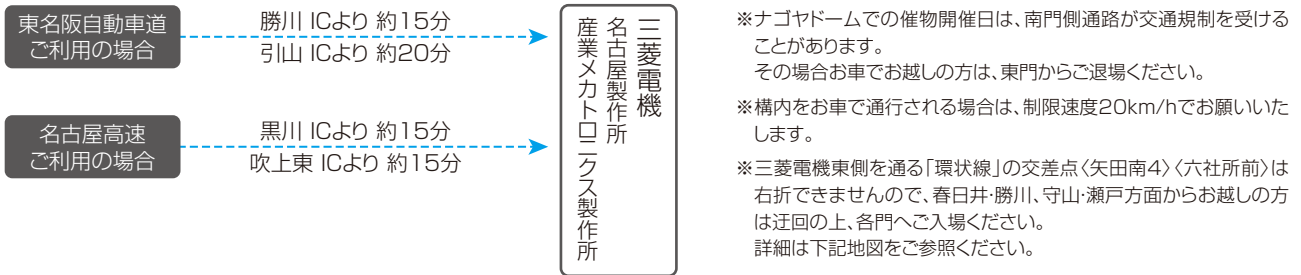 東名阪自動車道
ご利用の場合
勝川 ICより 約15分
引山 ICより 約20分
名古屋高速
ご利用の場合
黒川 ICより 約15分
吹上東 ICより 約15分
三菱電機
名古屋製作所
産業メカトロニクス製作所
※ナゴヤドームでの催物開催日は、南門側通路が交通規制を受ける
ことがあります。
その場合お車でお越しの方は、東門からご退場ください。
※構内をお車で通行される場合は、制限速度20km/hでお願いいた
します。
※三菱電機東側を通る「環状線」の交差点〈矢田南4〉〈六社所前〉は
右折できませんので、春日井・勝川、守山・瀬戸方面からお越しの方
は迂回の上、各門へご入場ください。
詳細は下記地図をご参照ください。